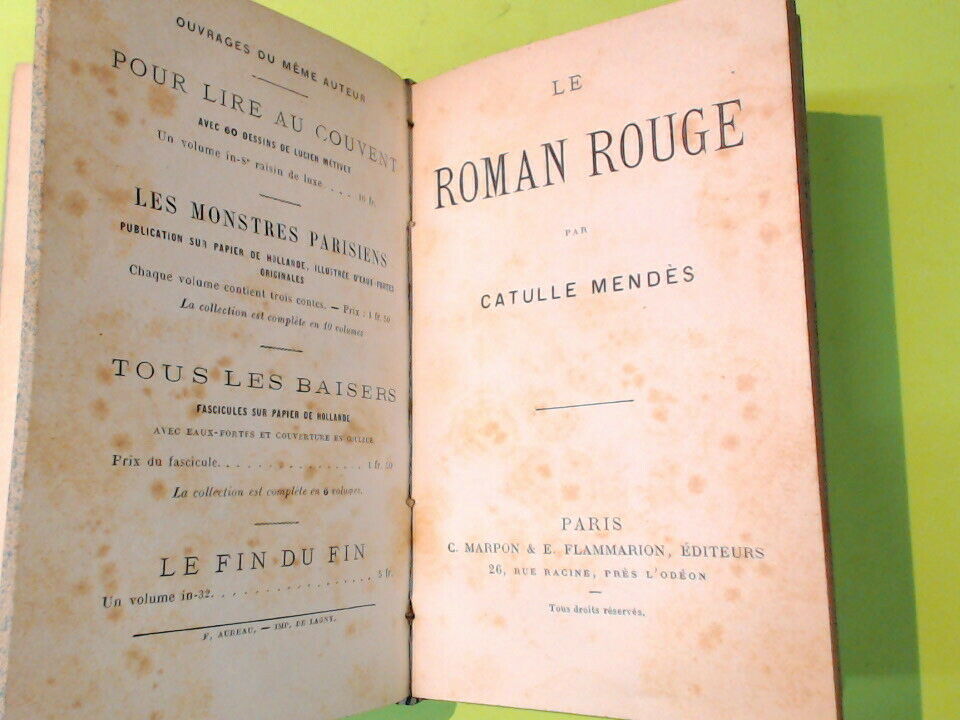 OUVRAGES DU MÊME AUTEUR
POUR LIRE AU COUVENT
AVEC 60 DESSINS DE LUCIEN MÉTIVET
Un volume in-8° raisin de luxe . . . . 10 fr.
LES MONSTRES PARISIENS
PUBLICATION SUR PAPIER DE HOLLANDE, ILLUSTRÉE D'EAUX-FORTES
ORIGINALES
Chaque volume contient trois contes. — Prix : 1 fr. 50
La collection est complète en 10 volumes
TOUS LES BAISERS
FASCICULES SUR PAPIER DE HOLLANDE
AVEC EAUX-FORTES ET COUVERTURE EN COULEUR
Prix du fascicule. . . . . . . . . . . . . . . . 1 fr. 50
La collection est complète en 6 volumes.
LE FIN DU FIN
Un volume in-32. . . . . . . . . . . . . . . 5 fr.
F. AUREAU. — IMP. DE LAGNY.
LE
ROMAN ROUGE
PAR
CATULLE MENDÈS
PARIS
C. MARPON & E. FLAMMARION, ÉDITEURS
26, RUE RACINE, PRÈS L'ODÉON
Tous droits réservés.